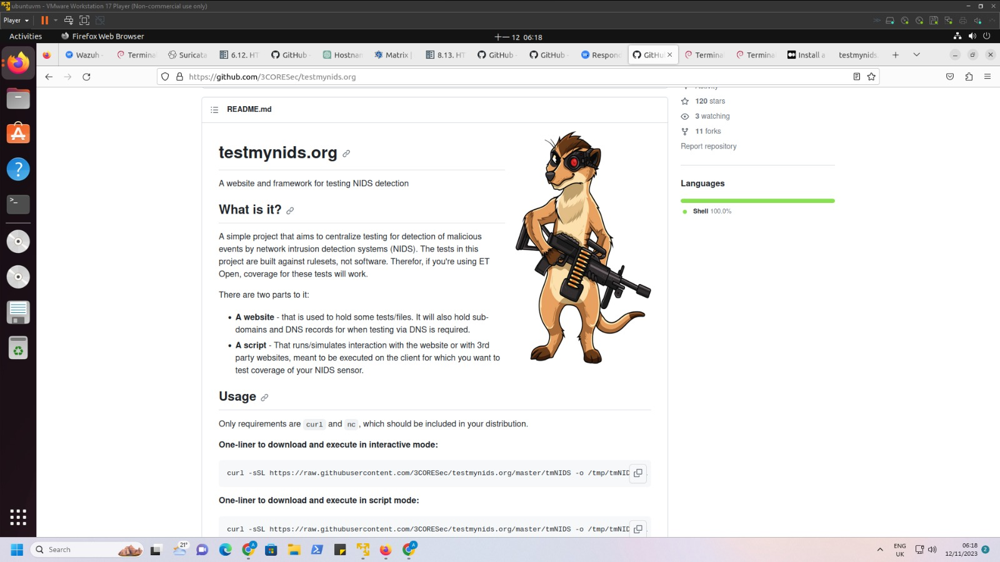 ubuntuvm - VMware Workstation 17 Player (Non-commercial use only)
Player
Activities
Firefox Web Browser
12 06:18
Wazuh
Termina
Suricata
6.12. HT
GitHub
Hostnam
Matrix
8.13. HT
GitHub
GitHub
Respon
GitHu
Termina
Termina
Install a
testmynids.
https://github.com/3CORESec/testmynids.org
Activity
120 stars
3 watching
11 forks
Report repository
Languages
Shell 100.0%
README.md
testmynids.org
A website and framework for testing NIDS detection
What is it?
A simple project that aims to centralize testing for detection of malicious
events by network intrusion detection systems (NIDS). The tests in this
project are built against rulesets, not software. Therefor, if you're using ET
Open, coverage for these tests will work.
There are two parts to it:
• A website - that is used to hold some tests/files. It will also hold sub-
domains and DNS records for when testing via DNS is required.
• A script - That runs/simulates interaction with the website or with 3rd
party websites, meant to be executed on the client for which you want to
test coverage of your NIDS sensor.
Usage
Only requirements are curl and nc , which should be included in your distribution.
One-liner to download and execute in interactive mode:
curl -sSL https://raw.githubusercontent.com/3CORESec/testmynids.org/master/tmNIDS -o /tmp/tmNID
One-liner to download and execute in script mode:
curl -sSL https://raw.githubusercontent.com/3CORESec/testmynids.org/master/tmNIDS -o /tmp/tmNID
Search
21°
ENG
UK
06:18
12/11/2023
2